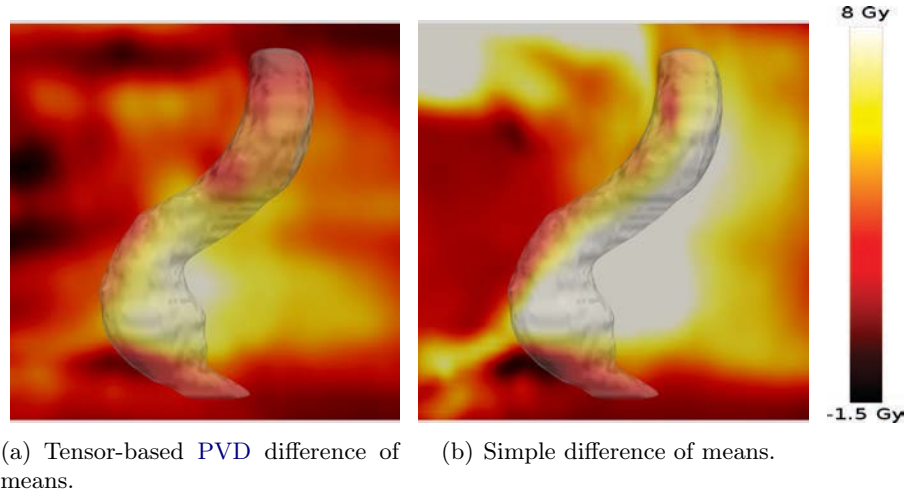 8 Gy
-1.5 Gy
(a) Tensor-based PVD difference of
means.
(b) Simple difference of means.